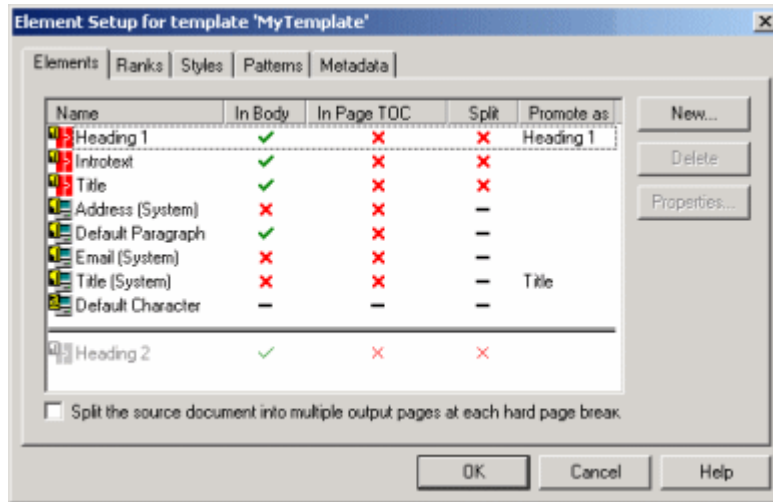 Element Setup for template 'MyTemplate'
Elements Ranks Styles Patterns Metadata
Name In Body In Page TOC Split Promote as
Heading 1 Heading 1
Introtext
Title
Address (System)
Default Paragraph
Email (System)
Title (System) Title
Default Character
Heading 2
New...
Delete
Properties...
Split the source document into multiple output pages at each hard page break
OK Cancel Help